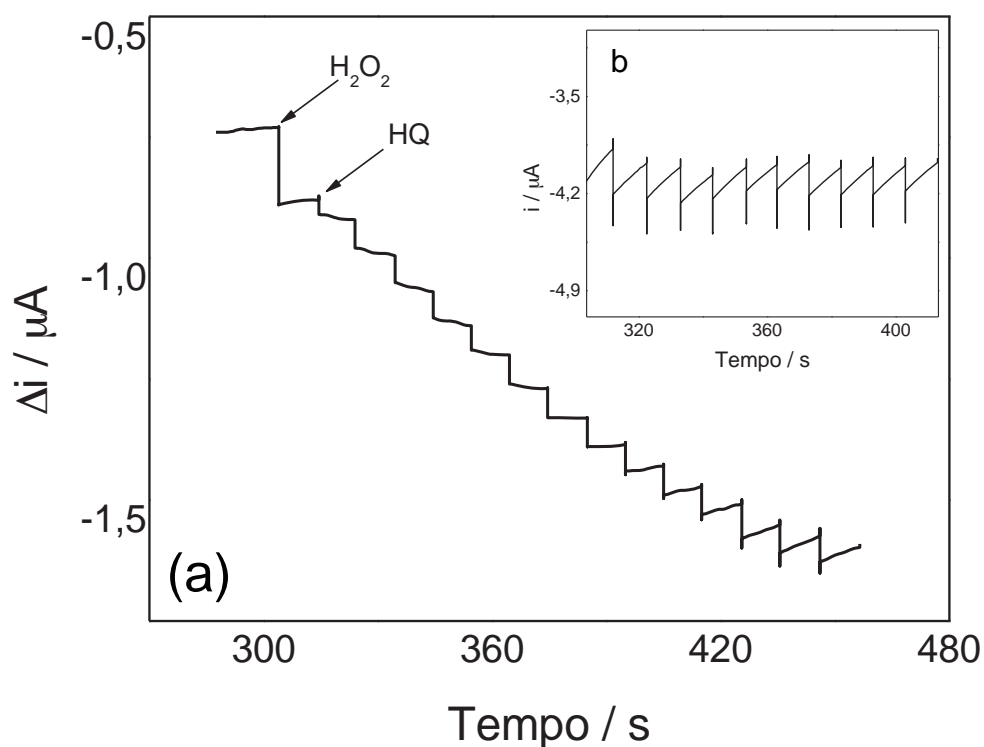 -0,5
-1,0
-1,5
Δi / μA
H₂O₂
HQ
(a)
300 360 420 480
Tempo / s
b
-3,5
-4,2
-4,9
i / μA
320 360 400
Tempo / s